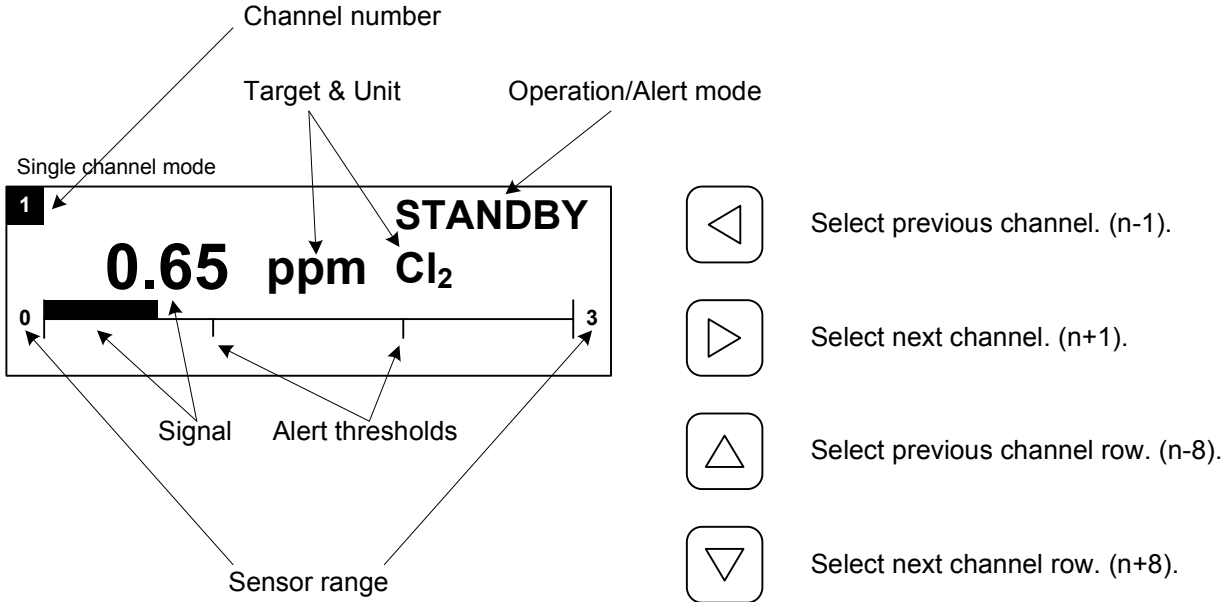 Channel number
Target & Unit
Operation/Alert mode
Single channel mode
1
STANDBY
0.65 ppm Cl₂
0
3
Signal
Alert thresholds
Sensor range
Select previous channel. (n-1).
Select next channel. (n+1).
Select previous channel row. (n-8).
Select next channel row. (n+8).